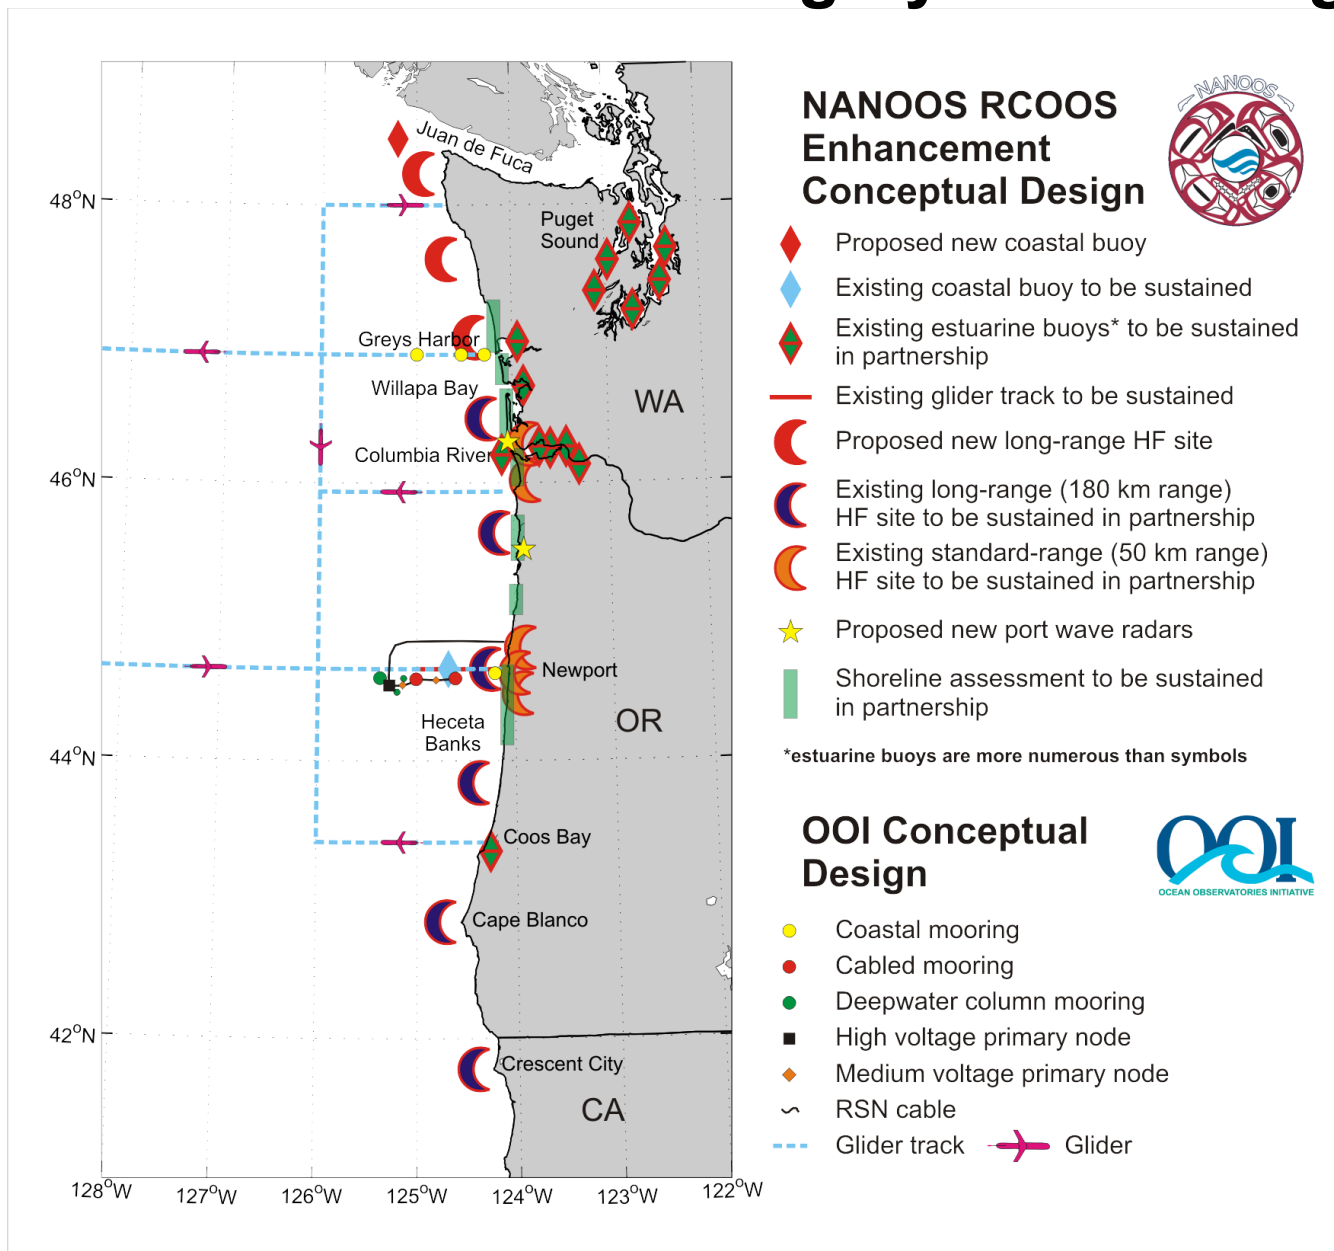 NANOOS RCOOS
Enhancement
Conceptual Design
NANOOS
Proposed new coastal buoy
Existing coastal buoy to be sustained
Existing estuarine buoys* to be sustained
in partnership
Existing glider track to be sustained
Proposed new long-range HF site
Existing long-range (180 km range)
HF site to be sustained in partnership
Existing standard-range (50 km range)
HF site to be sustained in partnership
Proposed new port wave radars
Shoreline assessment to be sustained
in partnership
*estuarine buoys are more numerous than symbols
OOI Conceptual
Design
OOI
OCEAN OBSERVATORIES INITIATIVE
Coastal mooring
Cabled mooring
Deepwater column mooring
High voltage primary node
Medium voltage primary node
RSN cable
Glider track
Glider
Juan de Fuca
Puget
Sound
Greys Harbor
Willapa Bay
WA
Columbia River
Newport
OR
Heceta
Banks
Coos Bay
Cape Blanco
Crescent City
CA
48°N
46°N
44°N
42°N
128°W
127°W
126°W
125°W
124°W
123°W
122°W